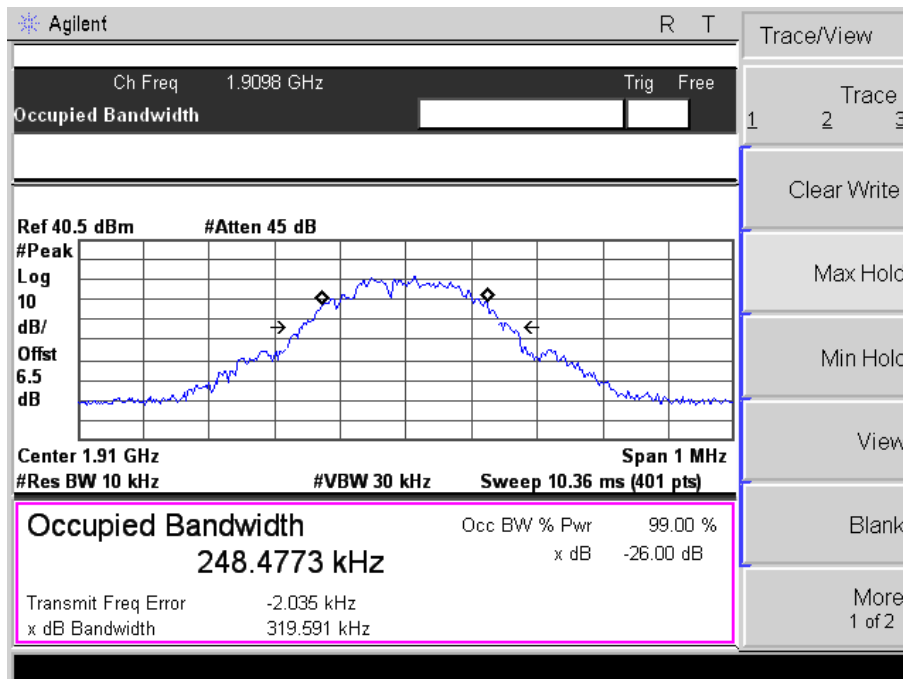 Agilent R T
Ch Freq 1.9098 GHz Trig Free
Occupied Bandwidth
Ref 40.5 dBm #Atten 45 dB
#Peak
Log
10
dB/
Offst
6.5
dB
Center 1.91 GHz Span 1 MHz
#Res BW 10 kHz #VBW 30 kHz Sweep 10.36 ms (401 pts)
Occupied Bandwidth Occ BW % Pwr 99.00 %
248.4773 kHz x dB -26.00 dB
Transmit Freq Error -2.035 kHz
x dB Bandwidth 319.591 kHz
Trace/View
Trace
1 2 3
Clear Write
Max Hold
Min Hold
View
Blank
More
1 of 2